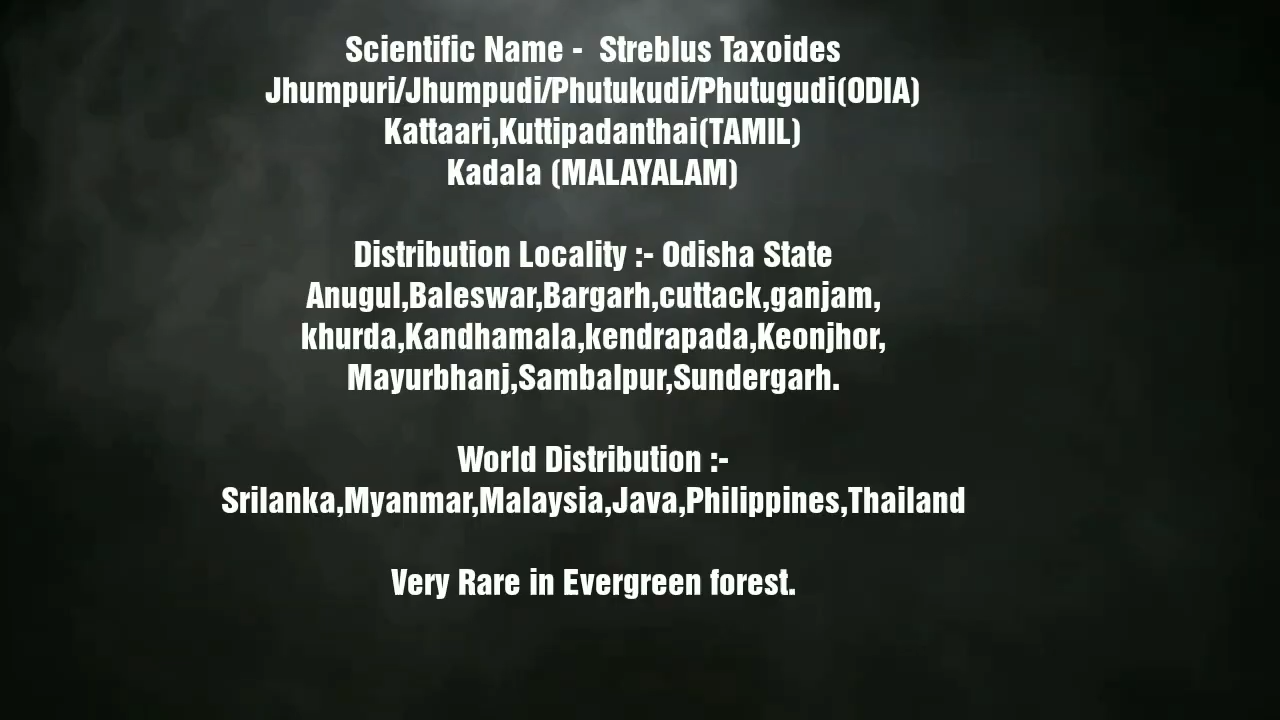 Scientific Name -  Streblus Taxoides
Jhumpuri/Jhumpudi/Phutukudi/Phutugudi(ODIA)
Kattaari,Kuttipadanthai(TAMIL)
Kadala (MALAYALAM)
Distribution Locality :- Odisha State
Anugul,Baleswar,Bargarh,cuttack,ganjam,
khurda,Kandhamala,kendrapada,Keonjhor,
Mayurbhanj,Sambalpur,Sundergarh.
World Distribution :-
Srilanka,Myanmar,Malaysia,Java,Philippines,Thailand
Very Rare in Evergreen forest.